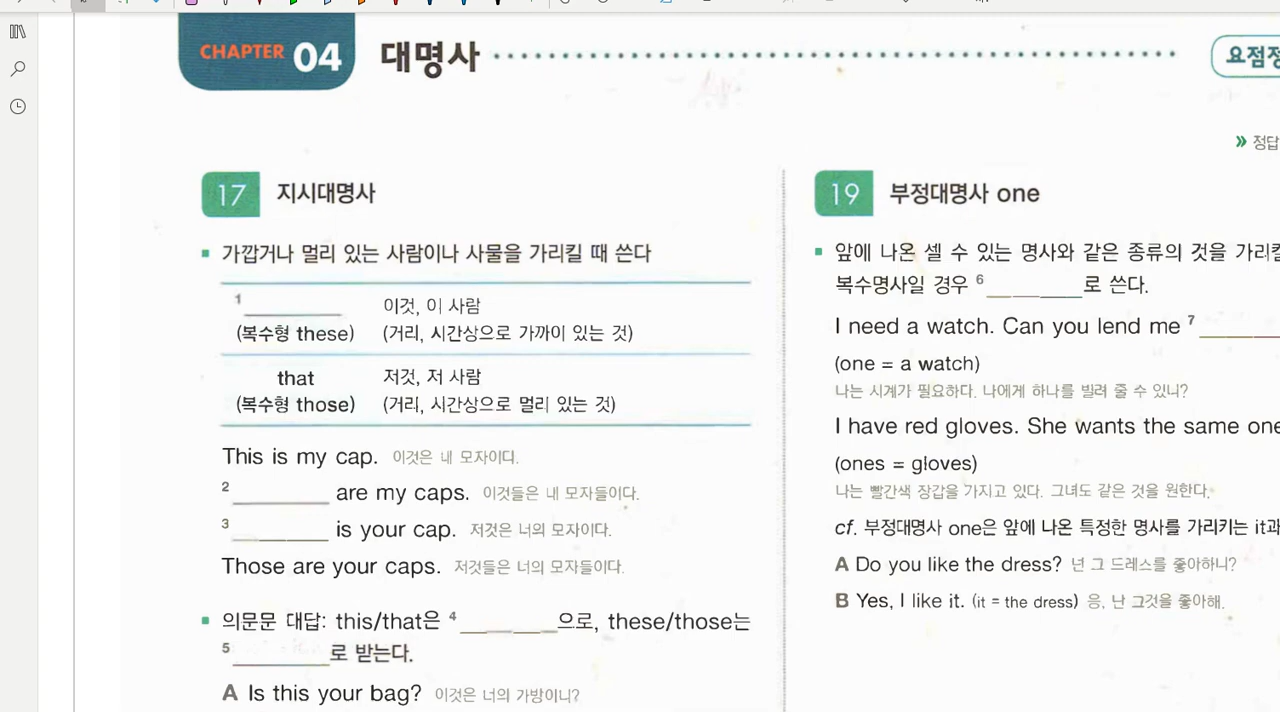 CHAPTER 04 대명사
요점정
» 정답
17 지시대명사
▪ 가깝거나 멀리 있는 사람이나 사물을 가리킬 때 쓴다
1 ________ 이것, 이 사람
(복수형 these) (거리, 시간상으로 가까이 있는 것)
that 저것, 저 사람
(복수형 those) (거리, 시간상으로 멀리 있는 것)
This is my cap. 이것은 내 모자이다.
2 ________ are my caps. 이것들은 내 모자들이다.
3 ________ is your cap. 저것은 너의 모자이다.
Those are your caps. 저것들은 너의 모자들이다.
▪ 의문문 대답: this/that은 4 ________으로, these/those는
5 ________로 받는다.
A Is this your bag? 이것은 너의 가방이니?
19 부정대명사 one
▪ 앞에 나온 셀 수 있는 명사와 같은 종류의 것을 가리킬
복수명사일 경우 6 ________로 쓴다.
I need a watch. Can you lend me 7 ________
(one = a watch)
나는 시계가 필요하다. 나에게 하나를 빌려 줄 수 있니?
I have red gloves. She wants the same one
(ones = gloves)
나는 빨간색 장갑을 가지고 있다. 그녀도 같은 것을 원한다.
cf. 부정대명사 one은 앞에 나온 특정한 명사를 가리키는 it과
A Do you like the dress? 넌 그 드레스를 좋아하니?
B Yes, I like it. (it = the dress) 응, 난 그것을 좋아해.